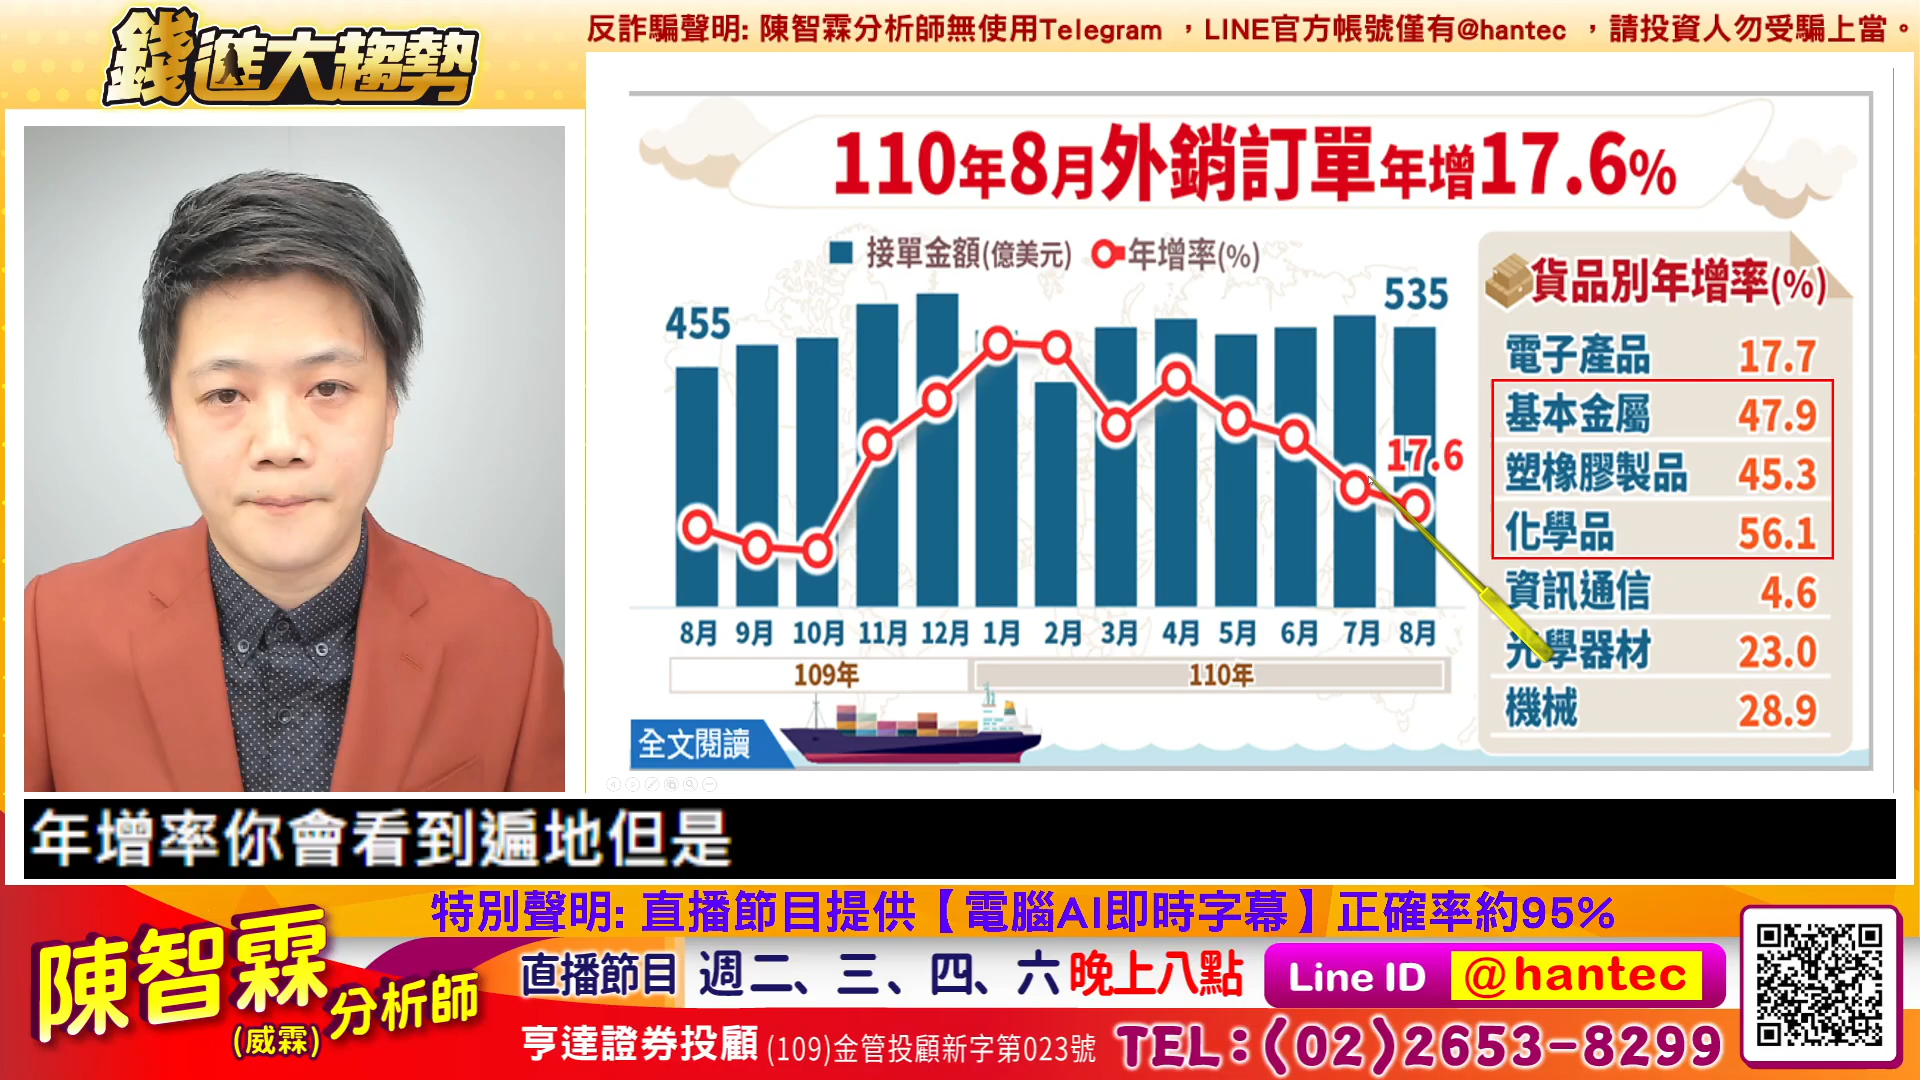 錢進大趨勢
反詐騙聲明: 陳智霖分析師無使用Telegram ，LINE官方帳號僅有@hantec ，請投資人勿受騙上當。
110年8月外銷訂單年增17.6%
接單金額(億美元) 年增率(%)
455
535
17.6
8月 9月 10月 11月 12月 1月 2月 3月 4月 5月 6月 7月 8月
109年 110年
全文閱讀
貨品別年增率(%)
電子產品 17.7
基本金屬 47.9
塑橡膠製品 45.3
化學品 56.1
資訊通信 4.6
光學器材 23.0
機械 28.9
年增率你會看到遍地但是
特別聲明: 直播節目提供【電腦AI即時字幕】正確率約95%
陳智霖分析師
(威霖)
直播節目 週二、三、四、六 晚上八點 Line ID @hantec
亨達證券投顧 (109)金管投顧新字第023號 TEL:(02)2653-8299